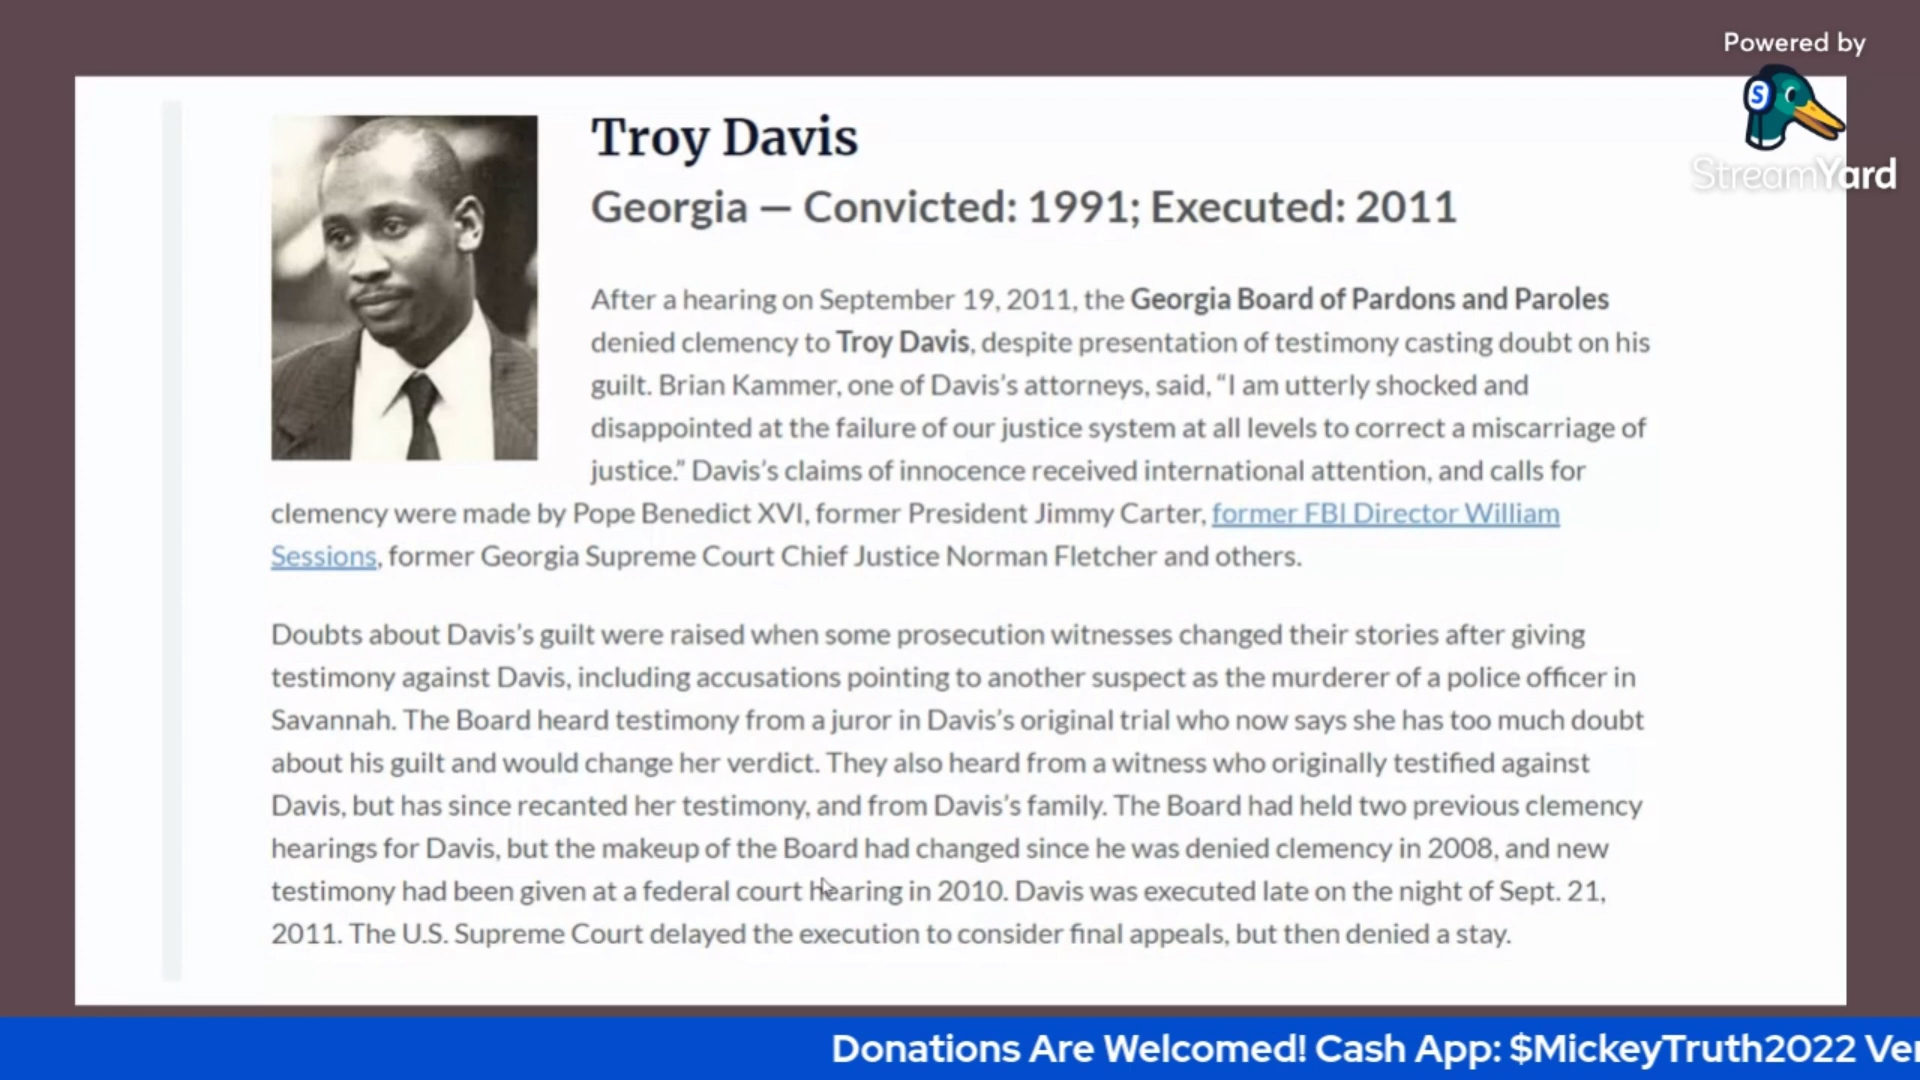 Powered by
S
StreamYard
Troy Davis
Georgia — Convicted: 1991; Executed: 2011
After a hearing on September 19, 2011, the Georgia Board of Pardons and Paroles
denied clemency to Troy Davis, despite presentation of testimony casting doubt on his
guilt. Brian Kammer, one of Davis’s attorneys, said, “I am utterly shocked and
disappointed at the failure of our justice system at all levels to correct a miscarriage of
justice.” Davis’s claims of innocence received international attention, and calls for
clemency were made by Pope Benedict XVI, former President Jimmy Carter, former FBI Director William
Sessions, former Georgia Supreme Court Chief Justice Norman Fletcher and others.
Doubts about Davis’s guilt were raised when some prosecution witnesses changed their stories after giving
testimony against Davis, including accusations pointing to another suspect as the murderer of a police officer in
Savannah. The Board heard testimony from a juror in Davis’s original trial who now says she has too much doubt
about his guilt and would change her verdict. They also heard from a witness who originally testified against
Davis, but has since recanted her testimony, and from Davis’s family. The Board had held two previous clemency
hearings for Davis, but the makeup of the Board had changed since he was denied clemency in 2008, and new
testimony had been given at a federal court hearing in 2010. Davis was executed late on the night of Sept. 21,
2011. The U.S. Supreme Court delayed the execution to consider final appeals, but then denied a stay.
Donations Are Welcomed! Cash App: $MickeyTruth2022 Ve